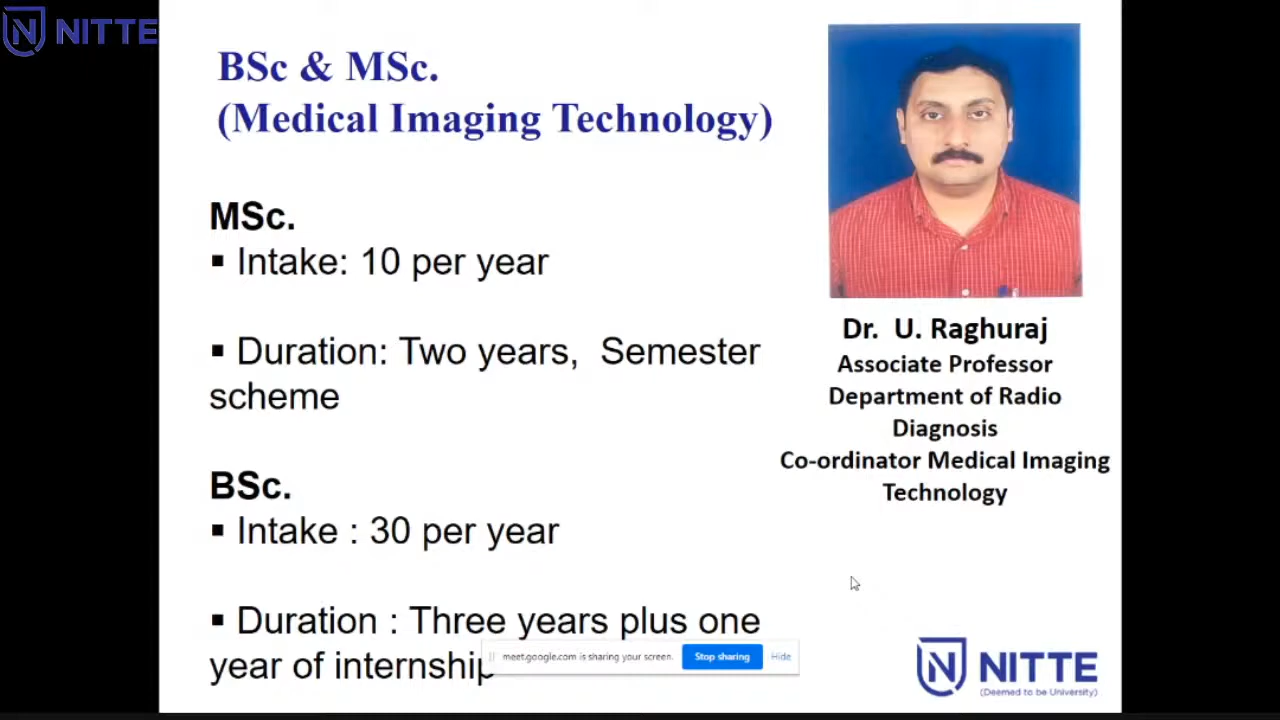 NITTE
BSc & MSc.
(Medical Imaging Technology)
MSc.
▪ Intake: 10 per year
▪ Duration: Two years, Semester
scheme
BSc.
▪ Intake : 30 per year
▪ Duration : Three years plus one
year of internship
Dr. U. Raghuraj
Associate Professor
Department of Radio
Diagnosis
Co-ordinator Medical Imaging
Technology
meet.google.com is sharing your screen.
Stop sharing
Hide
NITTE
(Deemed to be University)